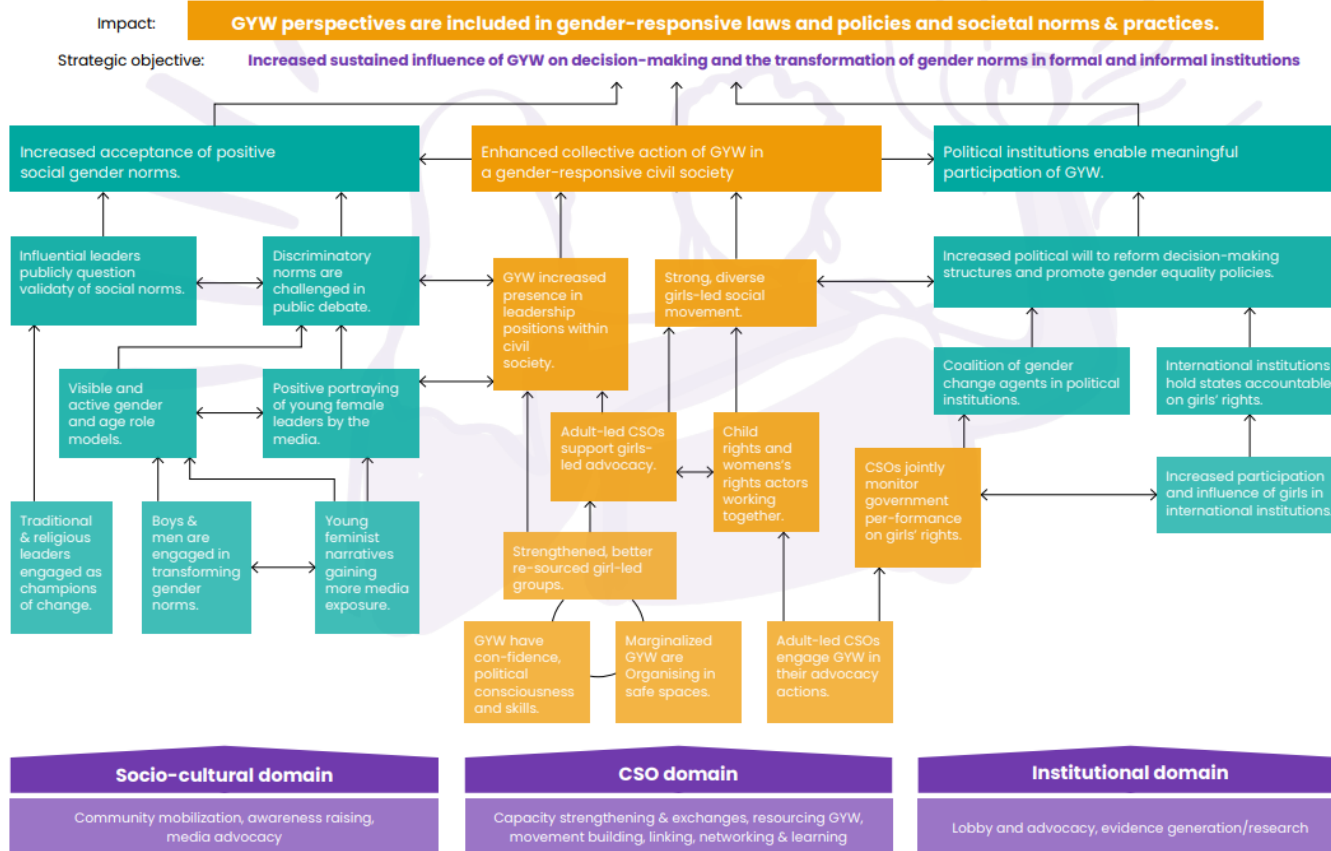 Impact:
GYW perspectives are included in gender-responsive laws and policies and societal norms & practices.
Strategic objective:
Increased sustained influence of GYW on decision-making and the transformation of gender norms in formal and informal institutions
Increased acceptance of positive
social gender norms.
Enhanced collective action of GYW in
a gender-responsive civil society
Political institutions enable meaningful
participation of GYW.
Influential leaders
publicly question
validaty of social norms.
Discriminatory
norms are
challenged in
public debate.
GYW increased
presence in
leadership
positions within
civil
society.
Strong, diverse
girls-led social
movement.
Increased political will to reform decision-making
structures and promote gender equality policies.
Visible and
active gender
and age role
models.
Positive portraying
of young female
leaders by the
media.
Coalition of gender
change agents in political
institutions.
International institutions
hold states accountable
on girls' rights.
Adult-led CSOs
support girls-
led advocacy.
Child
rights and
womens's
rights actors
working
together.
CSOs jointly
monitor
government
per-formance
on girls' rights.
Increased participation
and influence of girls in
international institutions.
Traditional
& religious
leaders
engaged as
champions
of change.
Boys &
men are
engaged in
transforming
gender
norms.
Young
feminist
narratives
gaining
more media
exposure.
Strengthened, better
re-sourced girl-led
groups.
GYW have
con-fidence,
political
consciousness
and skills.
Marginalized
GYW are
Organising in
safe spaces.
Adult-led CSOs
engage GYW in
their advocacy
actions.
Socio-cultural domain
Community mobilization, awareness raising,
media advocacy
CSO domain
Capacity strengthening & exchanges, resourcing GYW,
movement building, linking, networking & learning
Institutional domain
Lobby and advocacy, evidence generation/research